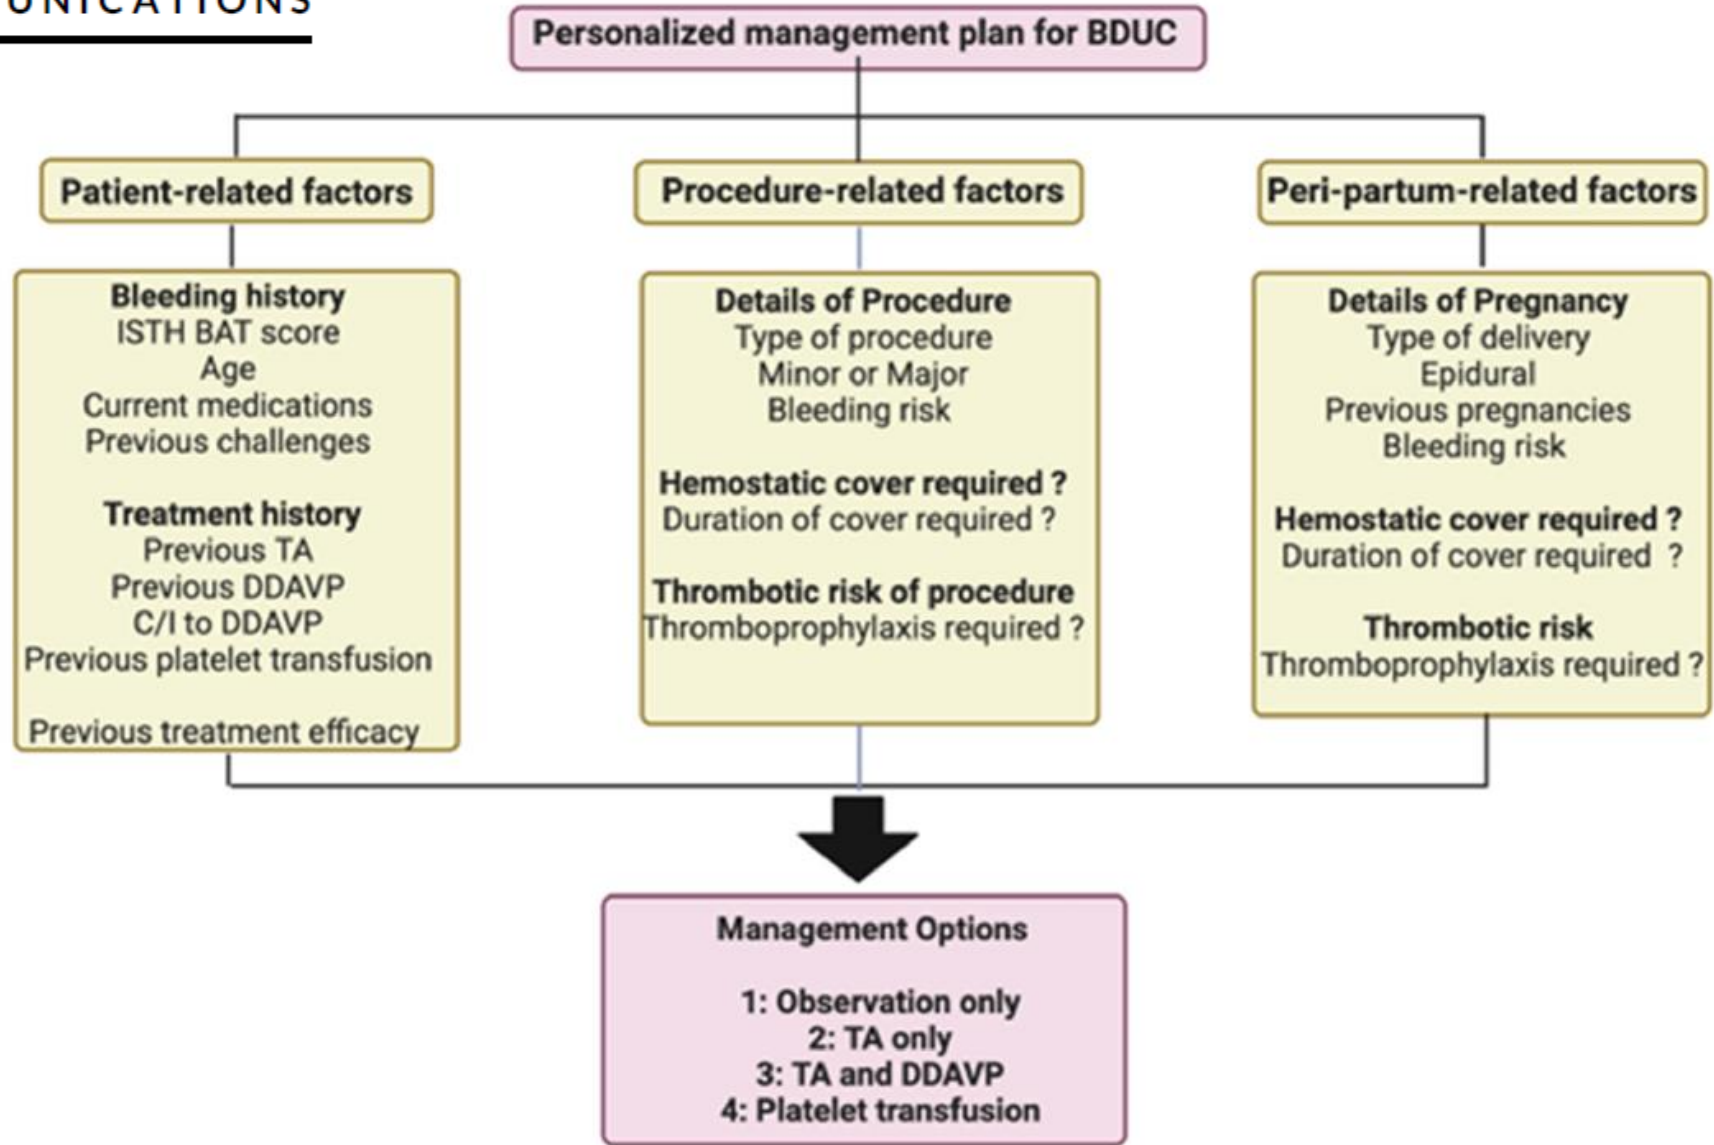 UNICATIONS
Personalized management plan for BDUC
Patient-related factors
Bleeding history
ISTH BAT score
Age
Current medications
Previous challenges
Treatment history
Previous TA
Previous DDAVP
C/I to DDAVP
Previous platelet transfusion
Previous treatment efficacy
Procedure-related factors
Details of Procedure
Type of procedure
Minor or Major
Bleeding risk
Hemostatic cover required ?
Duration of cover required ?
Thrombotic risk of procedure
Thromboprophylaxis required ?
Peri-partum-related factors
Details of Pregnancy
Type of delivery
Epidural
Previous pregnancies
Bleeding risk
Hemostatic cover required ?
Duration of cover required ?
Thrombotic risk
Thromboprophylaxis required ?
Management Options
1: Observation only
2: TA only
3: TA and DDAVP
4: Platelet transfusion